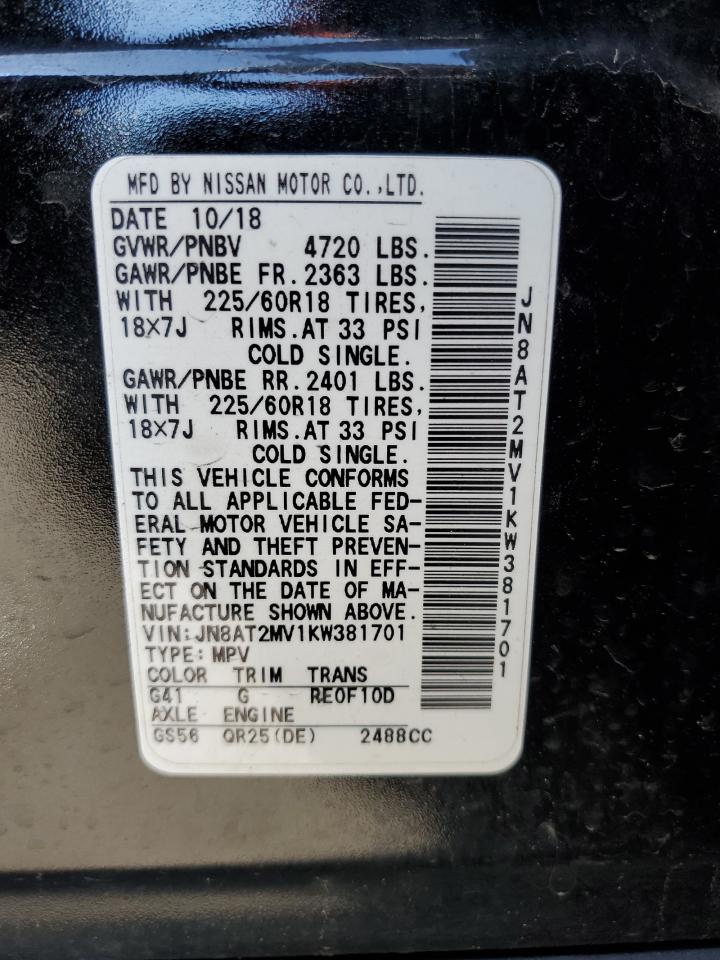 MFD BY NISSAN MOTOR CO.,LTD.
DATE 10/18
GVWR/PNBV 4720 LBS.
GAWR/PNBE FR. 2363 LBS.
WITH 225/60R18 TIRES,
18×7J RIMS. AT 33 PSI
COLD SINGLE.
GAWR/PNBE RR. 2401 LBS.
WITH 225/60R18 TIRES,
18×7J RIMS. AT 33 PSI
COLD SINGLE.
THIS VEHICLE CONFORMS
TO ALL APPLICABLE FED-
ERAL MOTOR VEHICLE SA-
FETY AND THEFT PREVEN-
TION STANDARDS IN EFF-
ECT ON THE DATE OF MA-
NUFACTURE SHOWN ABOVE.
VIN: JN8AT2MV1KW381701
TYPE: MPV
COLOR TRIM TRANS
G41 G RE0F10D
AXLE ENGINE
GS56 QR25(DE) 2488CC
JN8AT2MV1KW381701